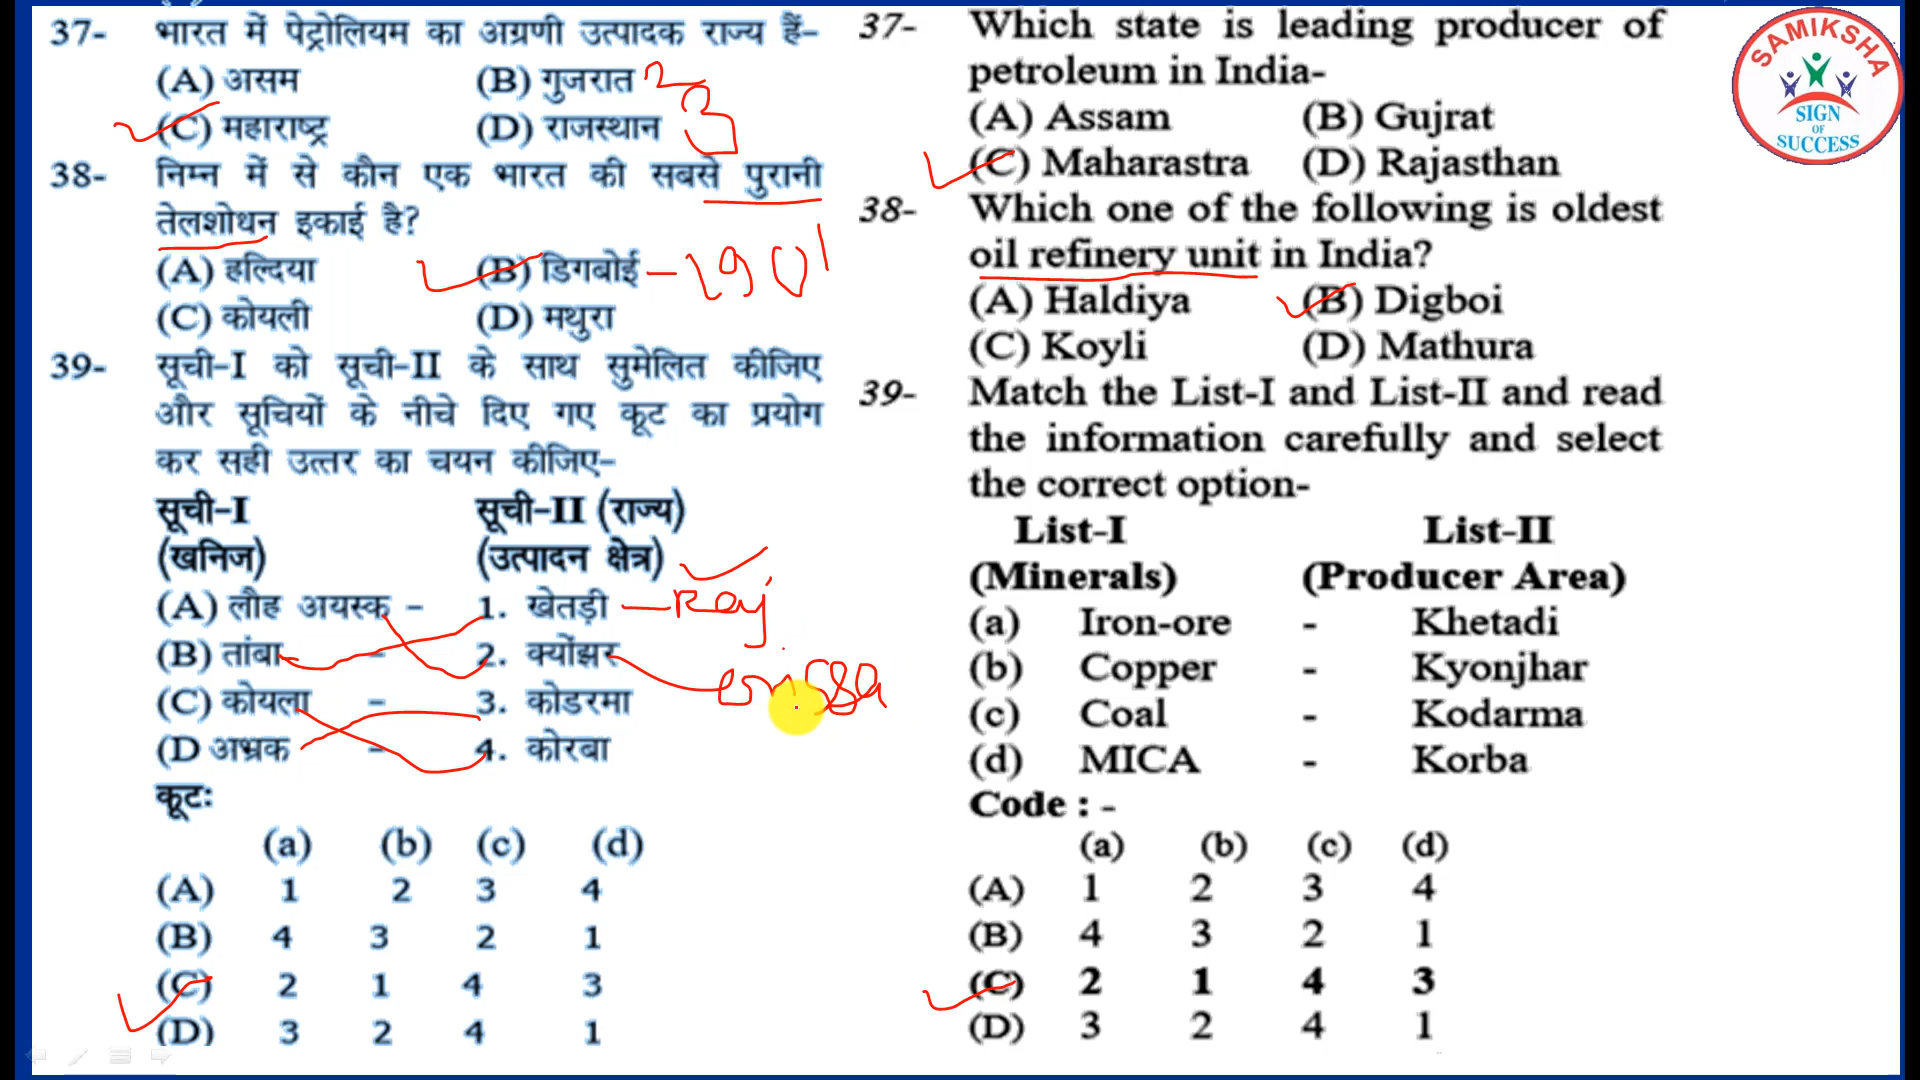 37- भारत में पेट्रोलियम का अग्रणी उत्पादक राज्य हैं-
(A) असम (B) गुजरात 2
(C) महाराष्ट्र (D) राजस्थान 3
38- निम्न में से कौन एक भारत की सबसे पुरानी
तेलशोधन इकाई है?
(A) हल्दिया (B) डिगबोई - 1901
(C) कोयली (D) मथुरा
39- सूची-I को सूची-II के साथ सुमेलित कीजिए
और सूचियों के नीचे दिए गए कूट का प्रयोग
कर सही उत्तर का चयन कीजिए-
सूची-I सूची-II (राज्य)
(खनिज) (उत्पादन क्षेत्र)
(A) लौह अयस्क - 1. खेतड़ी - Raj.
(B) तांबा - 2. क्योंझर
(C) कोयला - 3. कोडरमा
(D अभ्रक - 4. कोरबा
कूटः
(a) (b) (c) (d)
(A) 1 2 3 4
(B) 4 3 2 1
(C) 2 1 4 3
(D) 3 2 4 1
37- Which state is leading producer of
petroleum in India-
(A) Assam (B) Gujrat
(C) Maharastra (D) Rajasthan
38- Which one of the following is oldest
oil refinery unit in India?
(A) Haldiya (B) Digboi
(C) Koyli (D) Mathura
39- Match the List-I and List-II and read
the information carefully and select
the correct option-
List-I List-II
(Minerals) (Producer Area)
(a) Iron-ore - Khetadi
(b) Copper - Kyonjhar
(c) Coal - Kodarma
(d) MICA - Korba
Code : -
(a) (b) (c) (d)
(A) 1 2 3 4
(B) 4 3 2 1
(C) 2 1 4 3
(D) 3 2 4 1
SAMIKSHA
SIGN
OF
SUCCESS